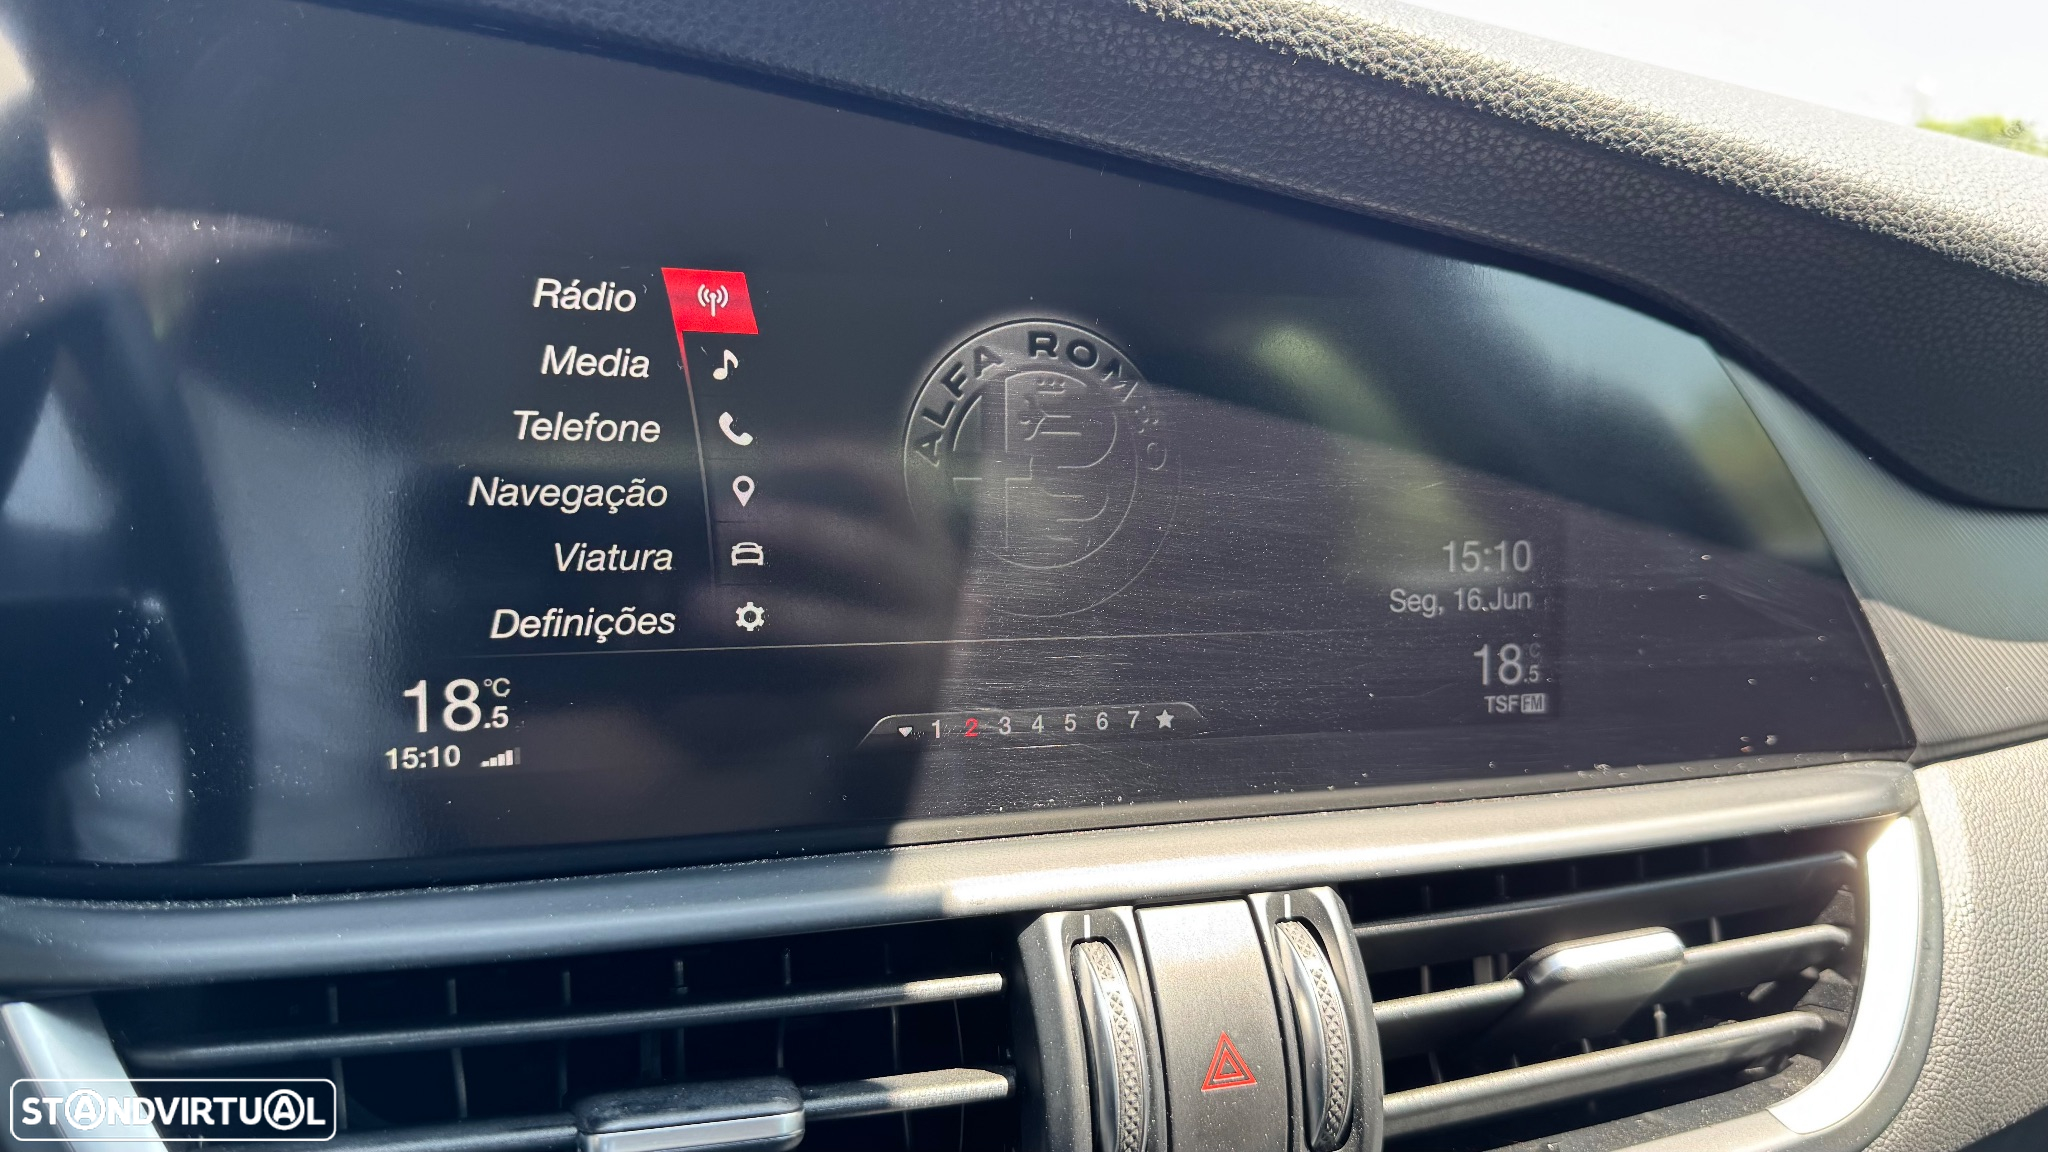 Rádio
Media
Telefone
Navegação
Viatura
Definições
18.5 °C
15:10
ALFA ROMEO
1 2 3 4 5 6 7
15:10
Seg, 16.Jun
18.5 °C
TSF FM
STANDVIRTUAL